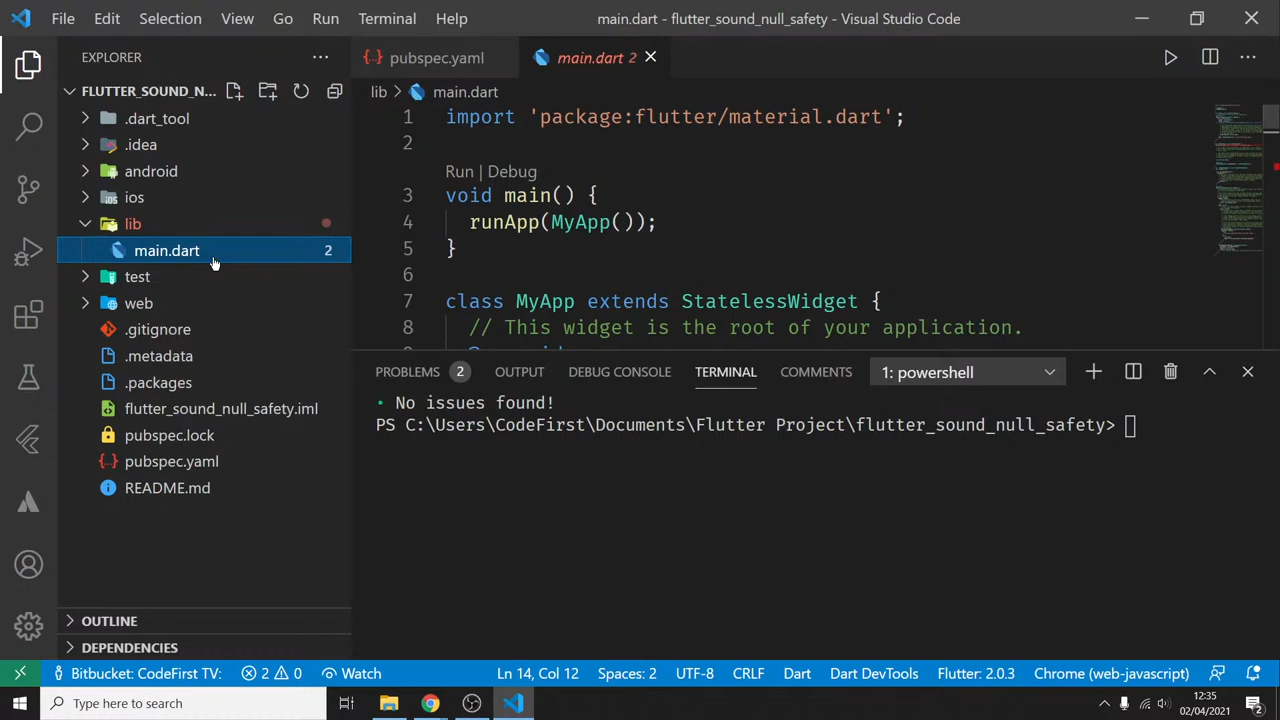 File Edit Selection View Go Run Terminal Help main.dart - flutter_sound_null_safety - Visual Studio Code
EXPLORER
FLUTTER_SOUND_N...
.dart_tool
.idea
android
ios
lib
main.dart 2
test
web
.gitignore
.metadata
.packages
flutter_sound_null_safety.iml
pubspec.lock
pubspec.yaml
README.md
OUTLINE
DEPENDENCIES
pubspec.yaml main.dart 2
lib > main.dart
1 import 'package:flutter/material.dart';
2
Run | Debug
3 void main() {
4 runApp(MyApp());
5 }
6
7 class MyApp extends StatelessWidget {
8 // This widget is the root of your application.
PROBLEMS 2 OUTPUT DEBUG CONSOLE TERMINAL COMMENTS 1: powershell
• No issues found!
PS C:\Users\CodeFirst\Documents\Flutter Project\flutter_sound_null_safety>
Bitbucket: CodeFirst TV: 2 0 Watch Ln 14, Col 12 Spaces: 2 UTF-8 CRLF Dart Dart DevTools Flutter: 2.0.3 Chrome (web-javascript)
Type here to search
12:35
02/04/2021
2